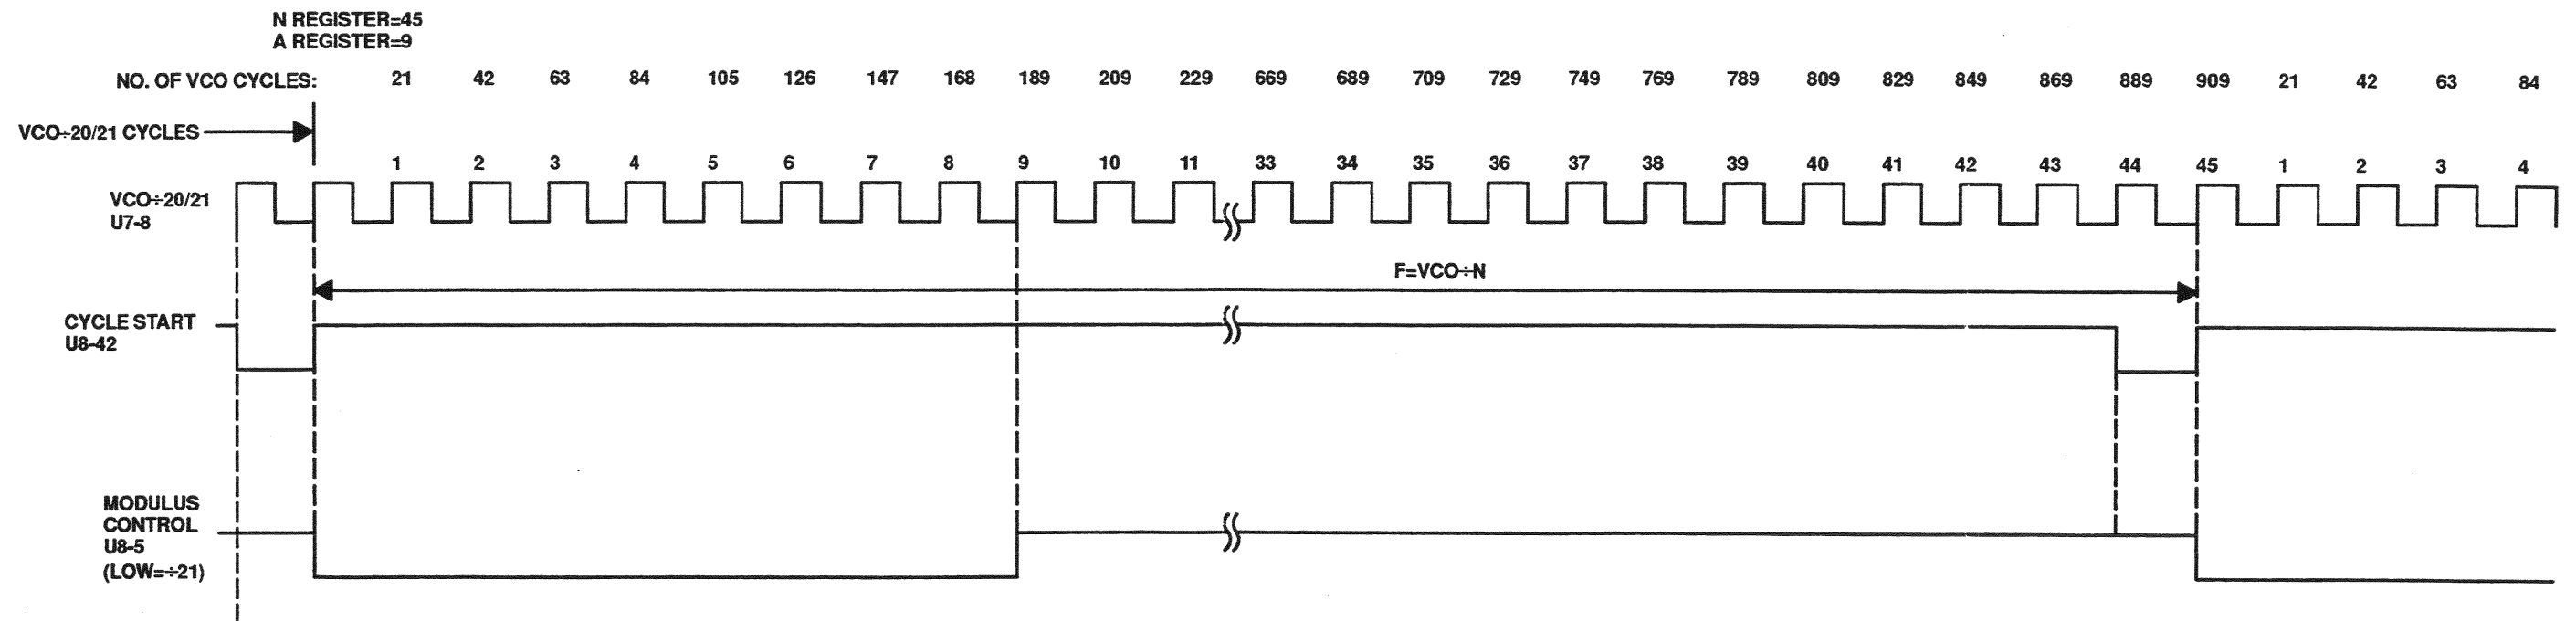 N REGISTER=45
A REGISTER=9
NO. OF VCO CYCLES: 21 42 63 84 105 126 147 168 189 209 229 669 689 709 729 749 769 789 809 829 849 869 889 909 21 42 63 84
VCO÷20/21 CYCLES
1 2 3 4 5 6 7 8 9 10 11 33 34 35 36 37 38 39 40 41 42 43 44 45 1 2 3 4
VCO÷20/21
U7-8
F=VCO÷N
CYCLE START
U8-42
MODULUS
CONTROL
U8-5
(LOW=÷21)